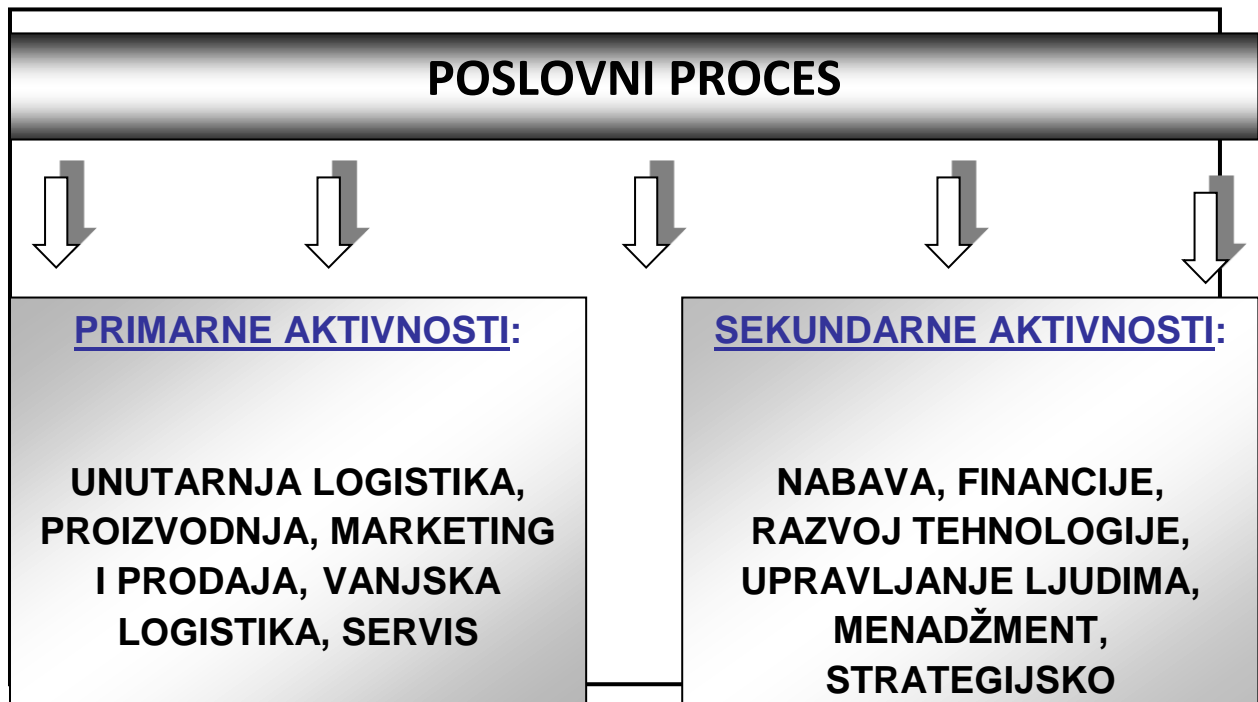 POSLOVNI PROCES
PRIMARNE AKTIVNOSTI:
UNUTARNJA LOGISTIKA,
PROIZVODNJA, MARKETING
I PRODAJA, VANJSKA
LOGISTIKA, SERVIS
SEKUNDARNE AKTIVNOSTI:
NABAVA, FINANCIJE,
RAZVOJ TEHNOLOGIJE,
UPRAVLJANJE LJUDIMA,
MENADŽMENT,
STRATEGIJSKO